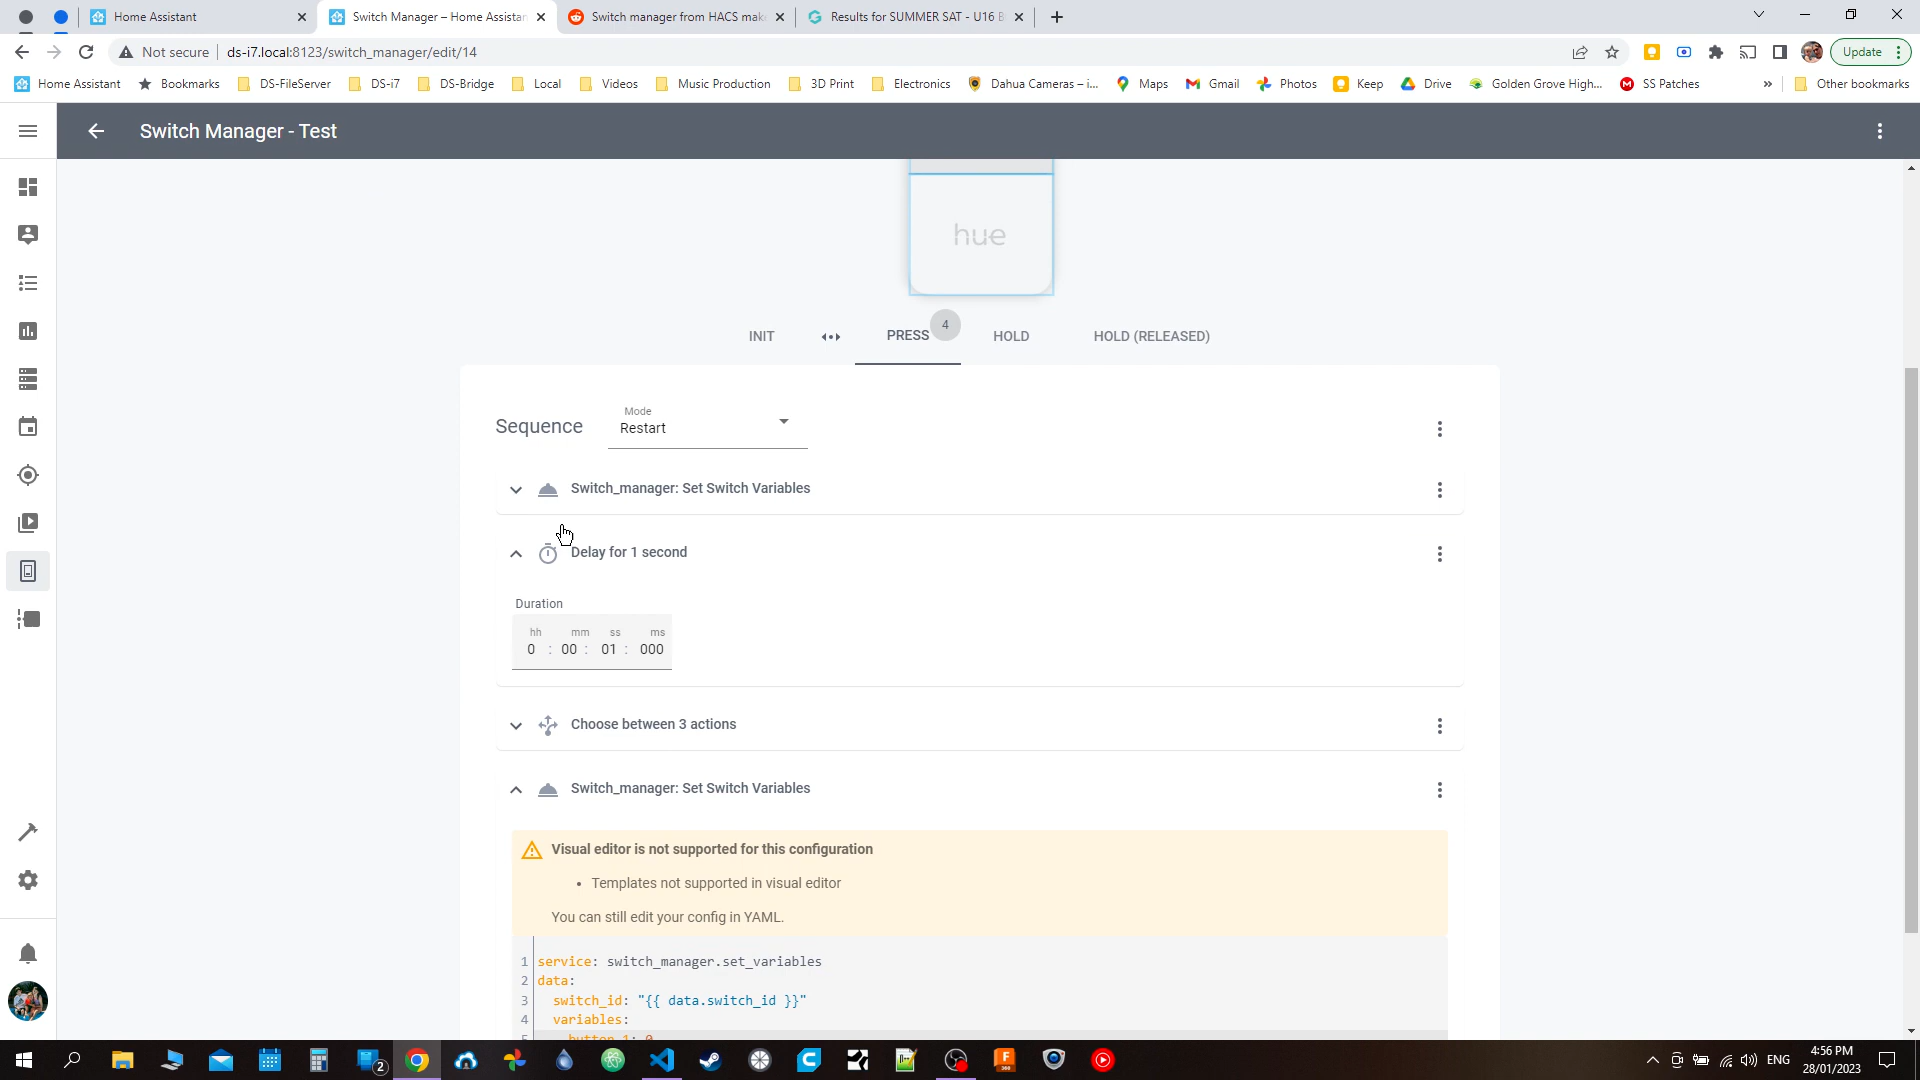 Home Assistant
Switch Manager – Home Assistan
Switch manager from HACS mak
Results for SUMMER SAT - U16 B
Not secure
ds-i7.local:8123/switch_manager/edit/14
Update
Home Assistant
Bookmarks
DS-FileServer
DS-i7
DS-Bridge
Local
Videos
Music Production
3D Print
Electronics
Dahua Cameras – i...
Maps
Gmail
Photos
Keep
Drive
Golden Grove High...
SS Patches
»
Other bookmarks
Switch Manager - Test
hue
INIT
PRESS
4
HOLD
HOLD (RELEASED)
Sequence
Mode
Restart
Switch_manager: Set Switch Variables
Delay for 1 second
Duration
hh mm ss ms
0 : 00 : 01 : 000
Choose between 3 actions
Switch_manager: Set Switch Variables
Visual editor is not supported for this configuration
• Templates not supported in visual editor
You can still edit your config in YAML.
1 service: switch_manager.set_variables
2 data:
3 switch_id: "{{ data.switch_id }}"
4 variables:
5 button_1: 0
2
ENG
4:56 PM
28/01/2023